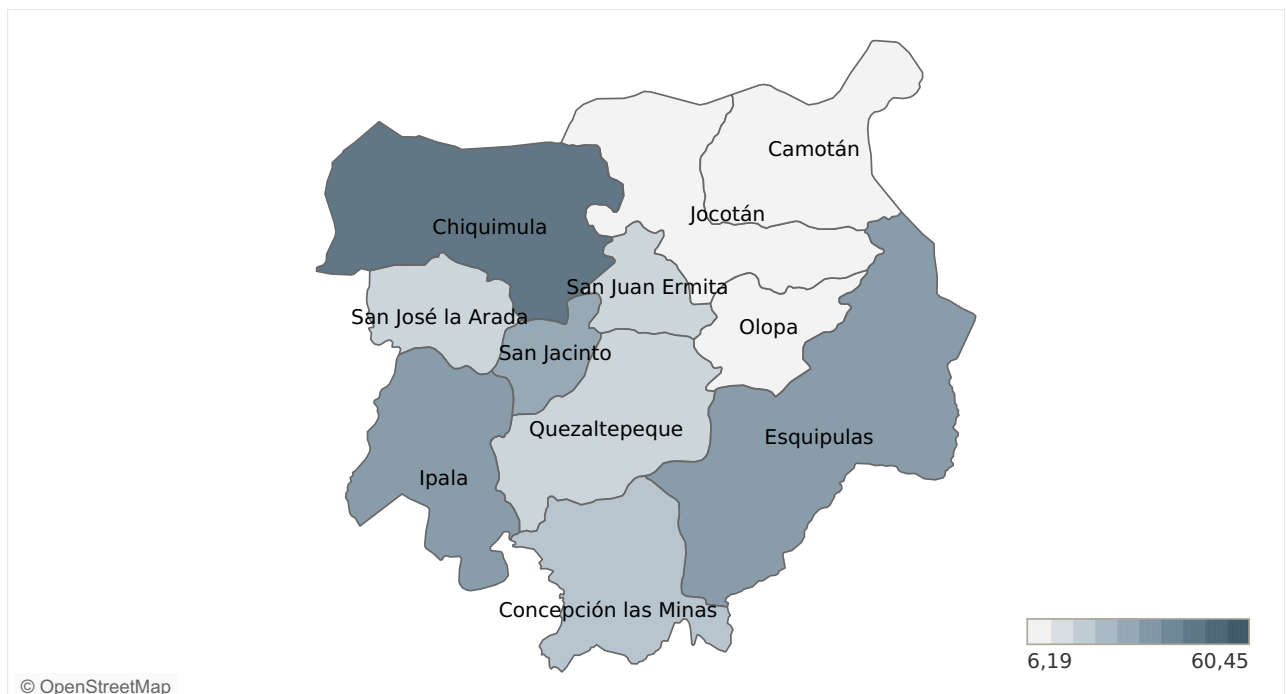 Camotán
Jocotán
Chiquimula
San Juan Ermita
San José la Arada
Olopa
San Jacinto
Quezaltepeque
Esquipulas
Ipala
Concepción las Minas
6,19 60,45
© OpenStreetMap